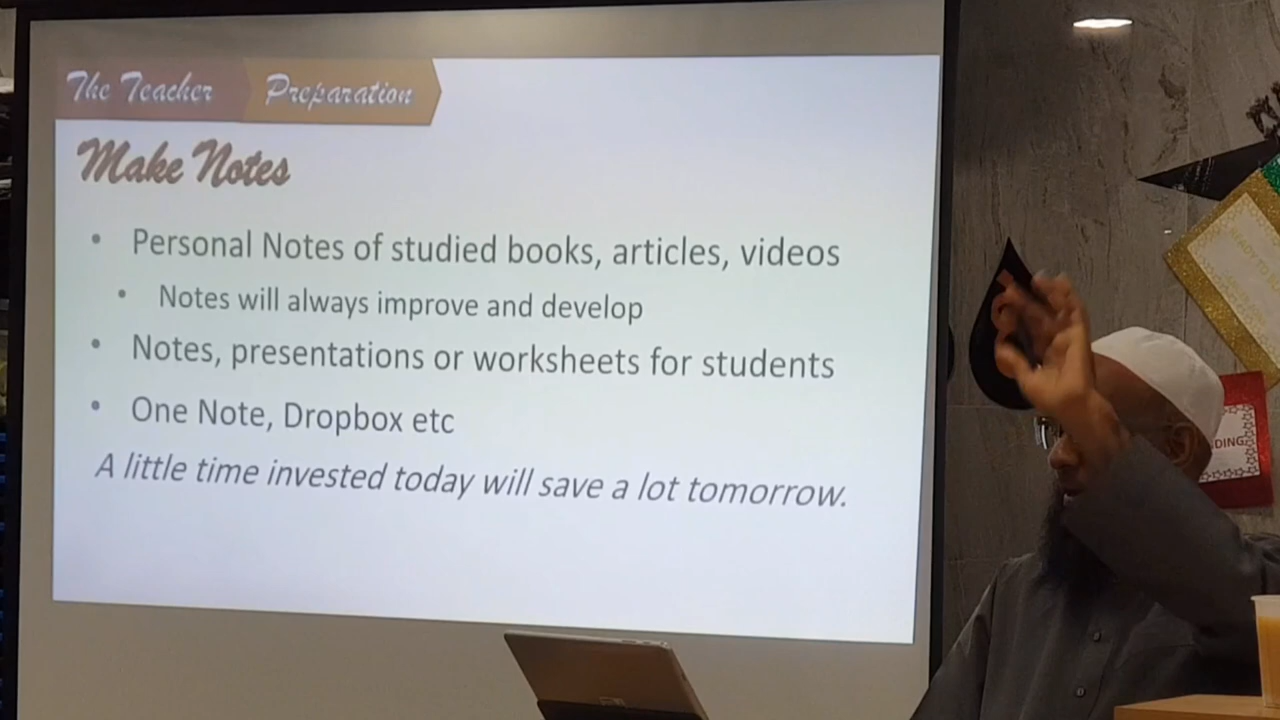 The Teacher Preparation
Make Notes
• Personal Notes of studied books, articles, videos
• Notes will always improve and develop
• Notes, presentations or worksheets for students
• One Note, Dropbox etc
A little time invested today will save a lot tomorrow.
DING